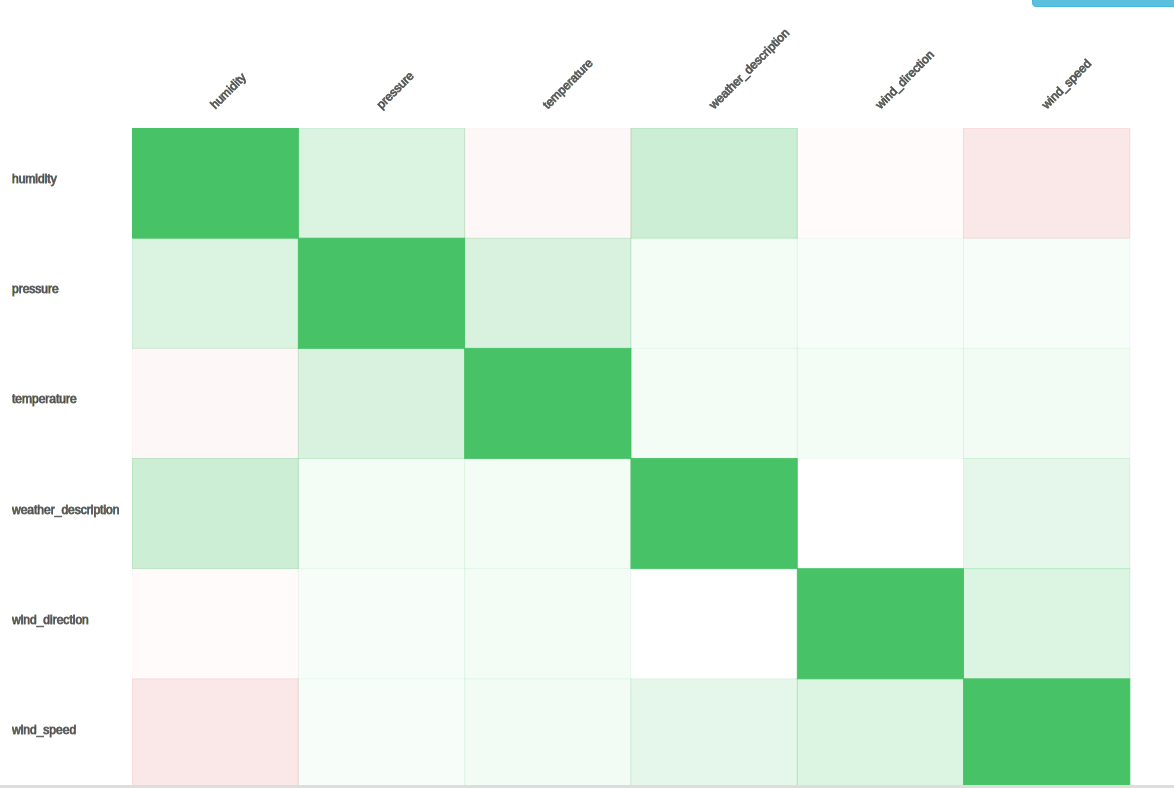 humidity
pressure
temperature
weather_description
wind_direction
wind_speed
humidity
pressure
temperature
weather_description
wind_direction
wind_speed